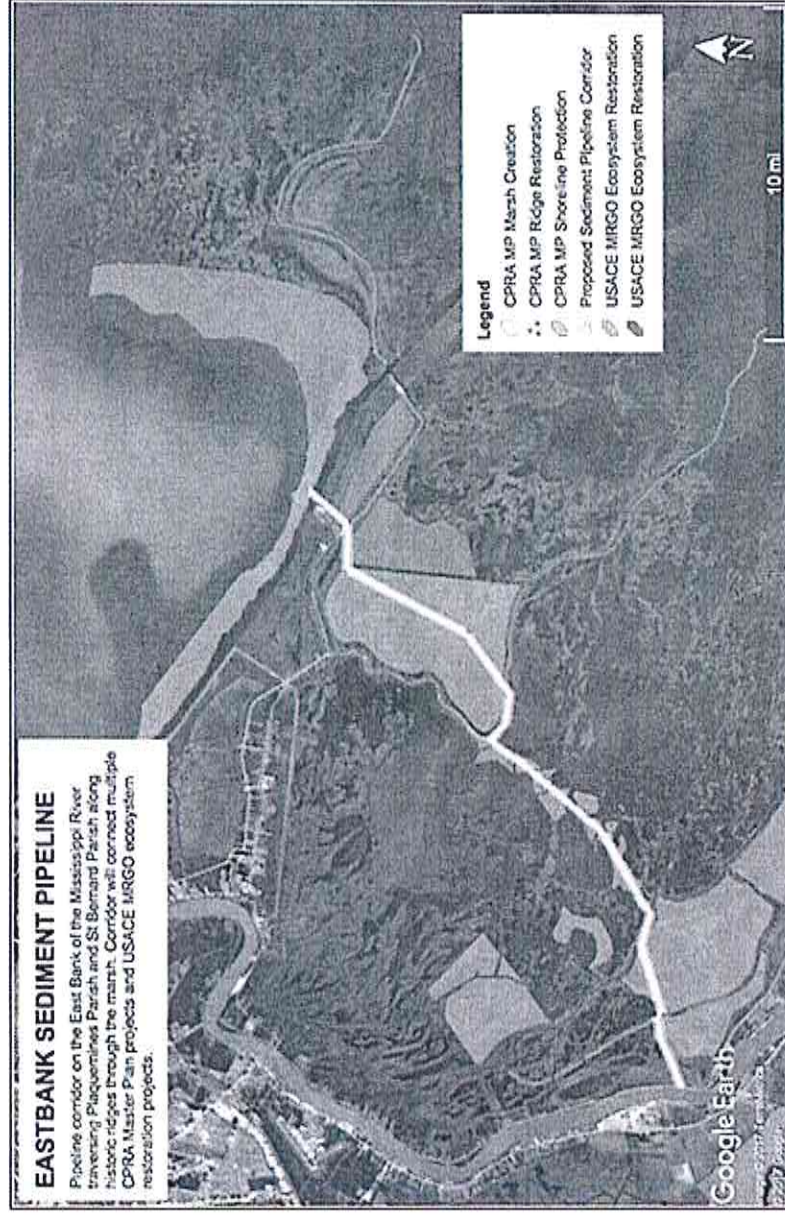 EASTBANK SEDIMENT PIPELINE
Pipeline corridor on the East Bank of the Mississippi River
traversing Plaquemines Parish and St Bernard Parish along
historic ridges through the marsh. Corridor will connect multiple
CPRA Master Plan projects and USACE MRGO ecosystem
restoration projects.
Legend
CPRA MP Marsh Creation
CPRA MP Ridge Restoration
CPRA MP Shoreline Protection
Proposed Sediment Pipeline Corridor
USACE MRGO Ecosystem Restoration
USACE MRGO Ecosystem Restoration
N
10 mi
Google Earth